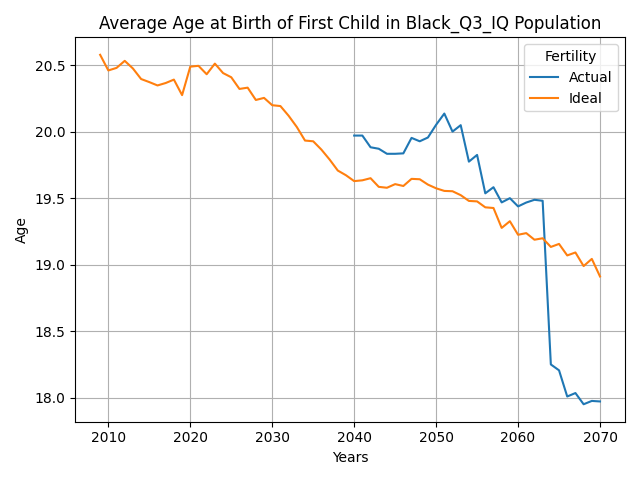 Average Age at Birth of First Child in Black_Q3_IQ Population
Fertility
Actual
Ideal
20.5
20.0
19.5
19.0
18.5
18.0
Age
2010 2020 2030 2040 2050 2060 2070
Years